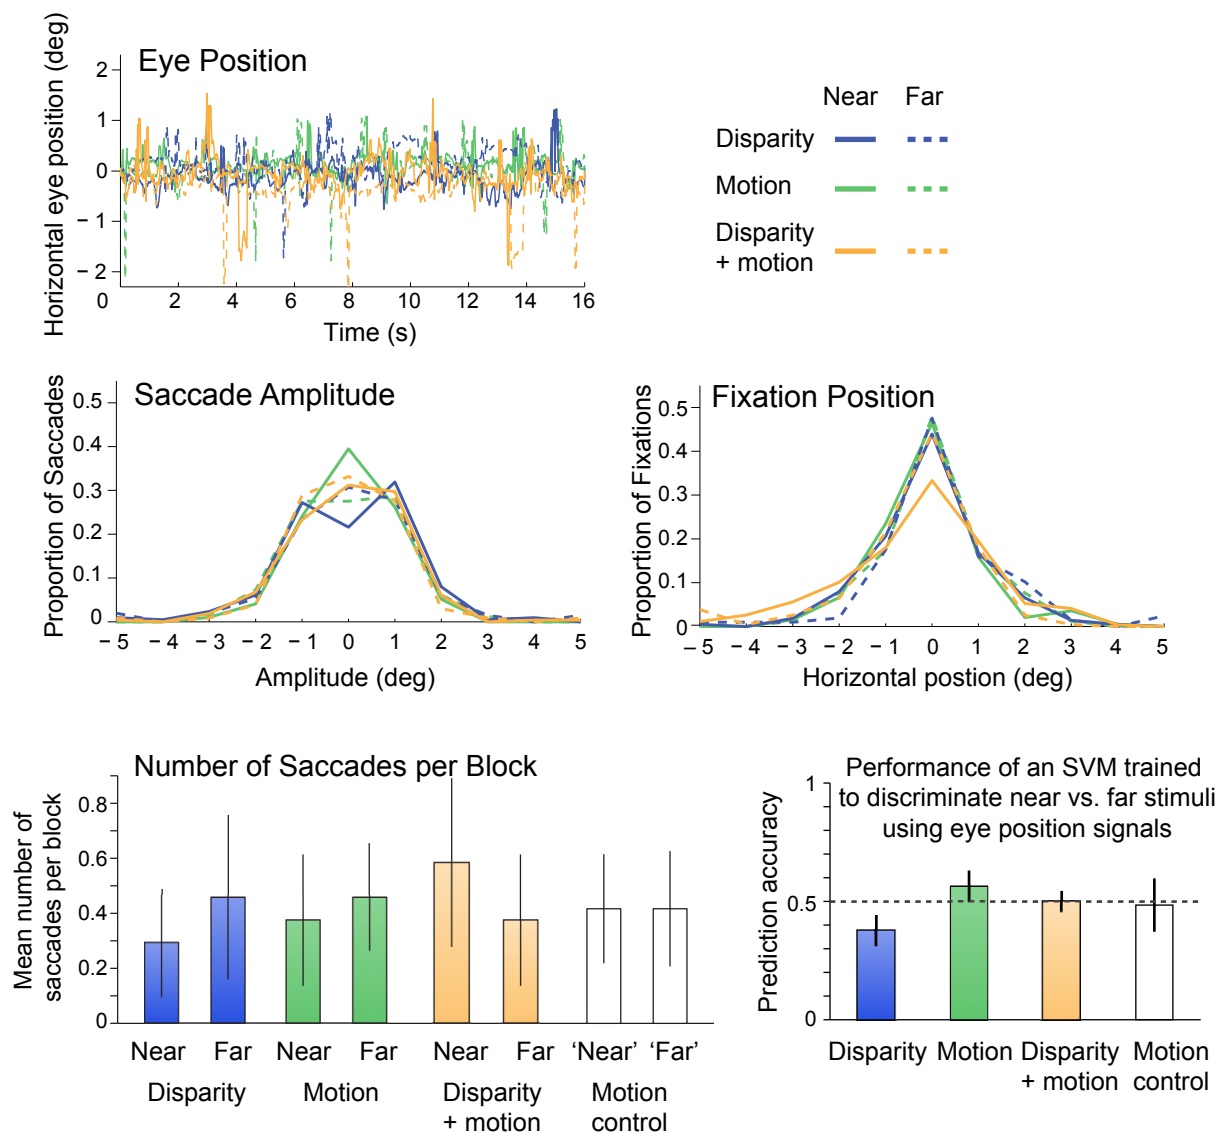 Eye Position
Horizontal eye position (deg)
2
1
0
− 1
− 2
0 2 4 6 8 10 12 14 16
Time (s)
Near Far
Disparity
Motion
Disparity
+ motion
Saccade Amplitude
Proportion of Saccades
0.5
0.4
0.3
0.2
0.1
0
− 5 − 4 − 3 − 2 − 1 0 1 2 3 4 5
Amplitude (deg)
Fixation Position
Proportion of Fixations
0.5
0.4
0.3
0.2
0.1
0
− 5 − 4 − 3 − 2 − 1 0 1 2 3 4 5
Horizontal postion (deg)
Number of Saccades per Block
Mean number of
saccades per block
0.8
0.6
0.4
0.2
0
Near Far Near Far Near Far ‘Near’ ‘Far’
Disparity Motion Disparity Motion
+ motion control
Performance of an SVM trained
to discriminate near vs. far stimuli
using eye position signals
Prediction accuracy
1
0.5
0
Disparity Motion Disparity Motion
+ motion control